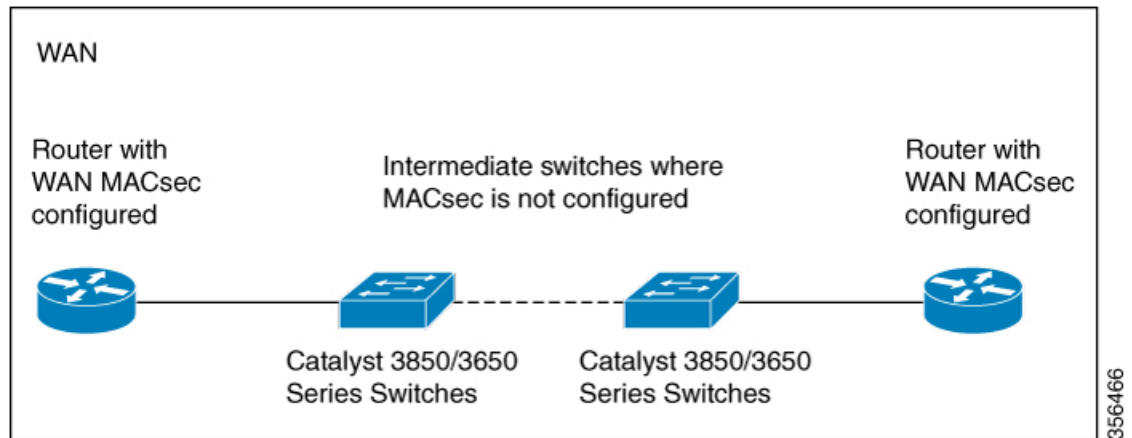 WAN
Router with
WAN MACsec
configured
Intermediate switches where
MACsec is not configured
Router with
WAN MACsec
configured
Catalyst 3850/3650
Series Switches
Catalyst 3850/3650
Series Switches
356466